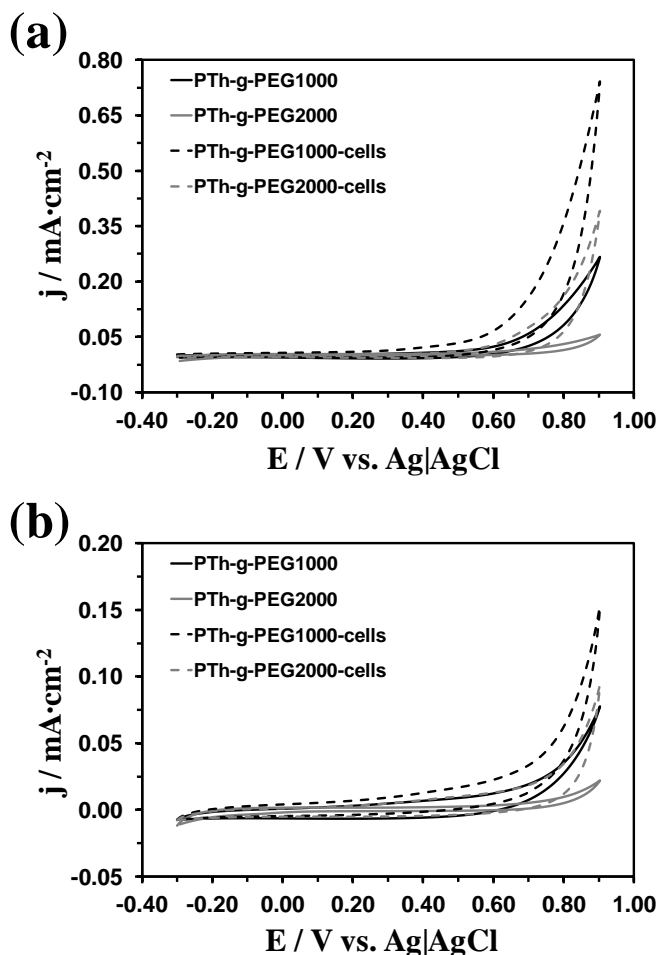 (a)
0.80
0.65
0.50
0.35
0.20
0.05
-0.10
j / mA·cm-2
PTh-g-PEG1000
PTh-g-PEG2000
PTh-g-PEG1000-cells
PTh-g-PEG2000-cells
-0.40 -0.20 0.00 0.20 0.40 0.60 0.80 1.00
E / V vs. Ag|AgCl
(b)
0.20
0.15
0.10
0.05
0.00
-0.05
j / mA·cm-2
PTh-g-PEG1000
PTh-g-PEG2000
PTh-g-PEG1000-cells
PTh-g-PEG2000-cells
-0.40 -0.20 0.00 0.20 0.40 0.60 0.80 1.00
E / V vs. Ag|AgCl